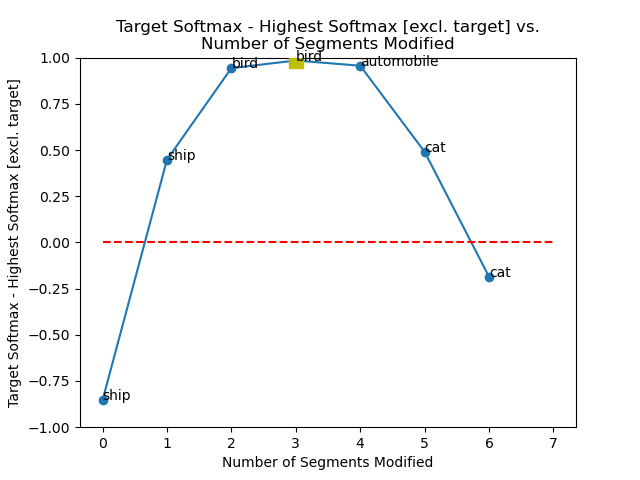 Target Softmax - Highest Softmax [excl. target] vs.
Number of Segments Modified
Target Softmax - Highest Softmax [excl. target]
1.00
0.75
0.50
0.25
0.00
−0.25
−0.50
−0.75
−1.00
ship
ship
bird
bird
automobile
cat
cat
0 1 2 3 4 5 6 7
Number of Segments Modified